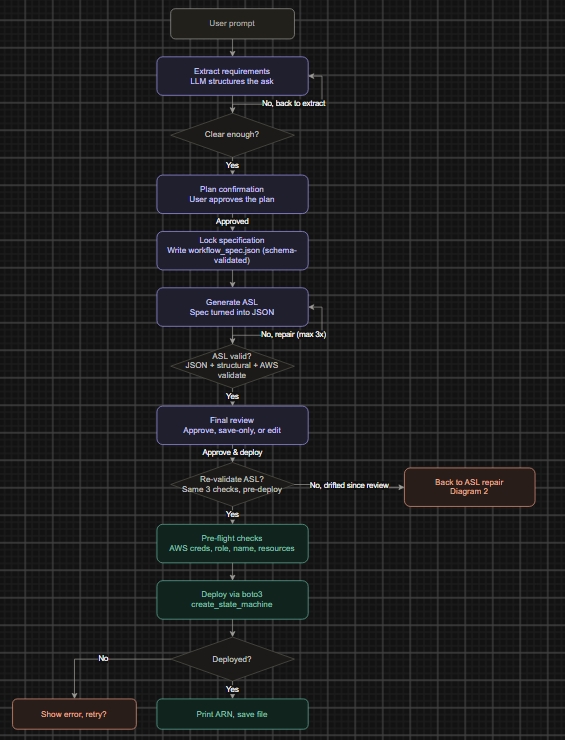 User prompt
Extract requirements
LLM structures the ask
No, back to extract
Clear enough?
Yes
Plan confirmation
User approves the plan
Approved
Lock specification
Write workflow_spec.json (schema-
validated)
Generate ASL
Spec turned into JSON
No, repair (max 3x)
ASL valid?
JSON + structural + AWS
validate
Yes
Final review
Approve, save-only, or edit
Approve & deploy
Re-validate ASL?
Same 3 checks, pre-deploy
No, drifted since review
Back to ASL repair
Diagram 2
Yes
Pre-flight checks
AWS creds, role, name, resources
Deploy via boto3
create_state_machine
Deployed?
No
Yes
Show error, retry?
Print ARN, save file